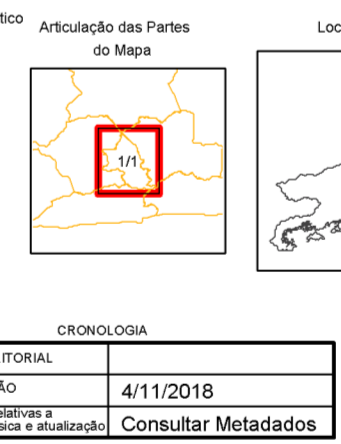 tico
Articulação das Partes
do Mapa
Loc
1/1
CRONOLOGIA
ITORIAL
ÃO
4/11/2018
elativas a
sica e atualização
Consultar Metadados